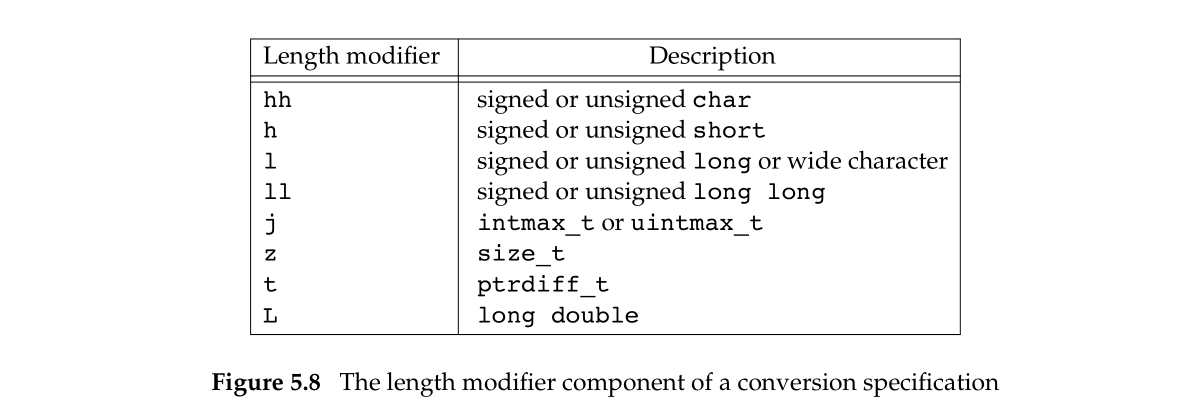 Length modifier Description
hh signed or unsigned char
h signed or unsigned short
l signed or unsigned long or wide character
ll signed or unsigned long long
j intmax_t or uintmax_t
z size_t
t ptrdiff_t
L long double
Figure 5.8 The length modifier component of a conversion specification